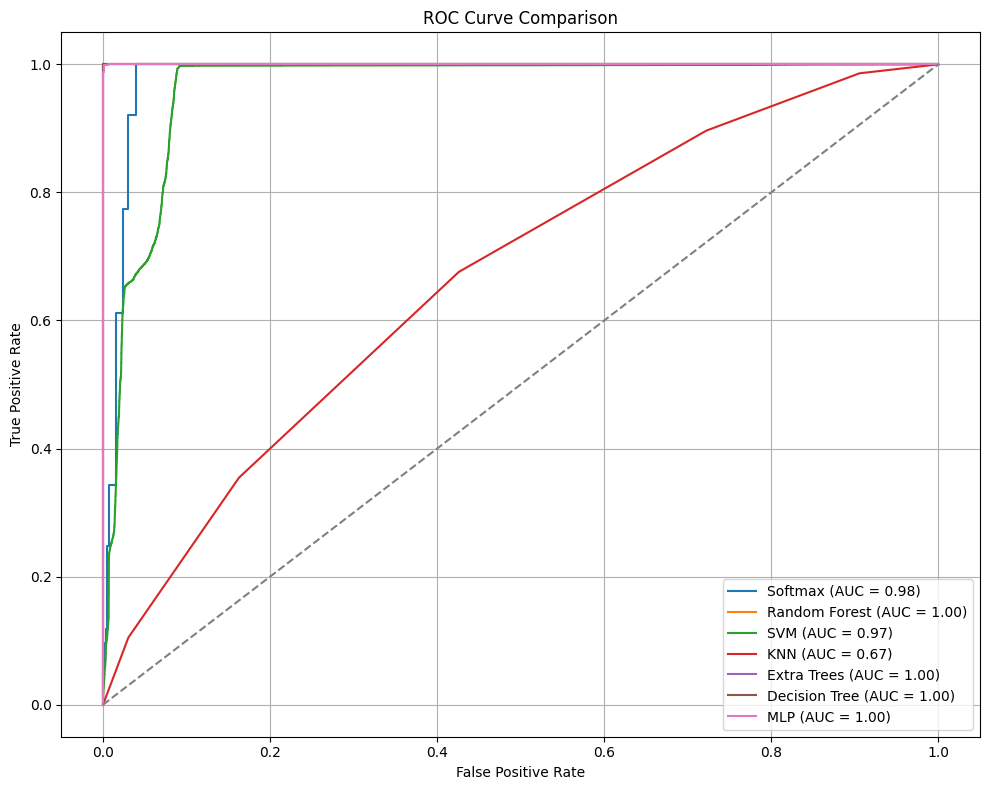 ROC Curve Comparison
True Positive Rate
1.0
0.8
0.6
0.4
0.2
0.0
Softmax (AUC = 0.98)
Random Forest (AUC = 1.00)
SVM (AUC = 0.97)
KNN (AUC = 0.67)
Extra Trees (AUC = 1.00)
Decision Tree (AUC = 1.00)
MLP (AUC = 1.00)
0.0 0.2 0.4 0.6 0.8 1.0
False Positive Rate